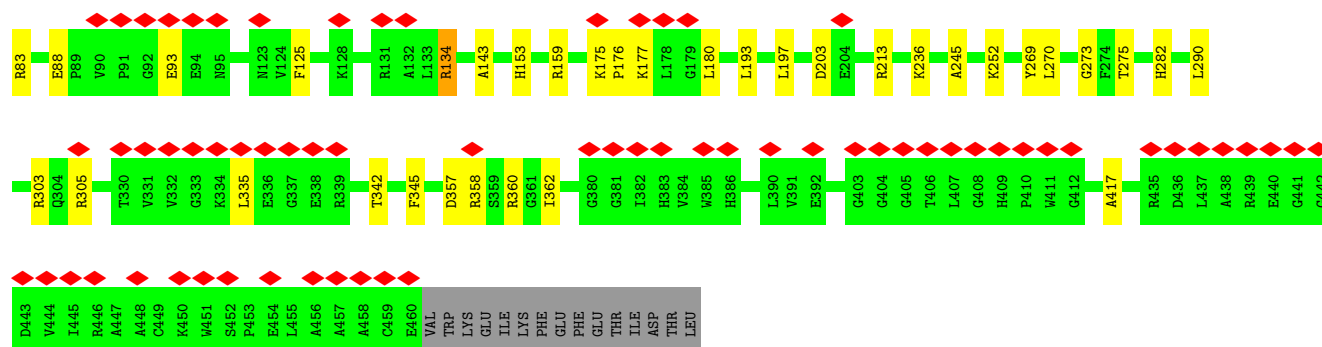 R83 E88 P89 V90 P91 G92 E93 E94 N95 N123 V124 F125 K128 R131 A132 L133 R134 A143 H153 R159 K175 P176 K177 L178 G179 L180 L193 L197 D203 E204 R213 K236 A245 K252 Y269 L270 G273 F274 T275 H282 L290
R303 Q304 R305 T330 V331 V332 G333 K334 L335 E336 G337 E338 R339 T342 F345 D357 R358 S359 R360 G361 I362 G380 G381 I382 H383 V384 W385 H386 L390 V391 E392 G403 G404 G405 T406 L407 G408 H409 P410 W411 G412 A417 R435 D436 L437 A438 R439 E440 G441
D443 V444 I445 R446 A447 A448 C449 K450 W451 S452 P453 E454 L455 A456 A457 A458 C459 E460 VAL TRP LYS GLU ILE LYS PHE GLU PHE GLU THR ILE ASP THR LEU